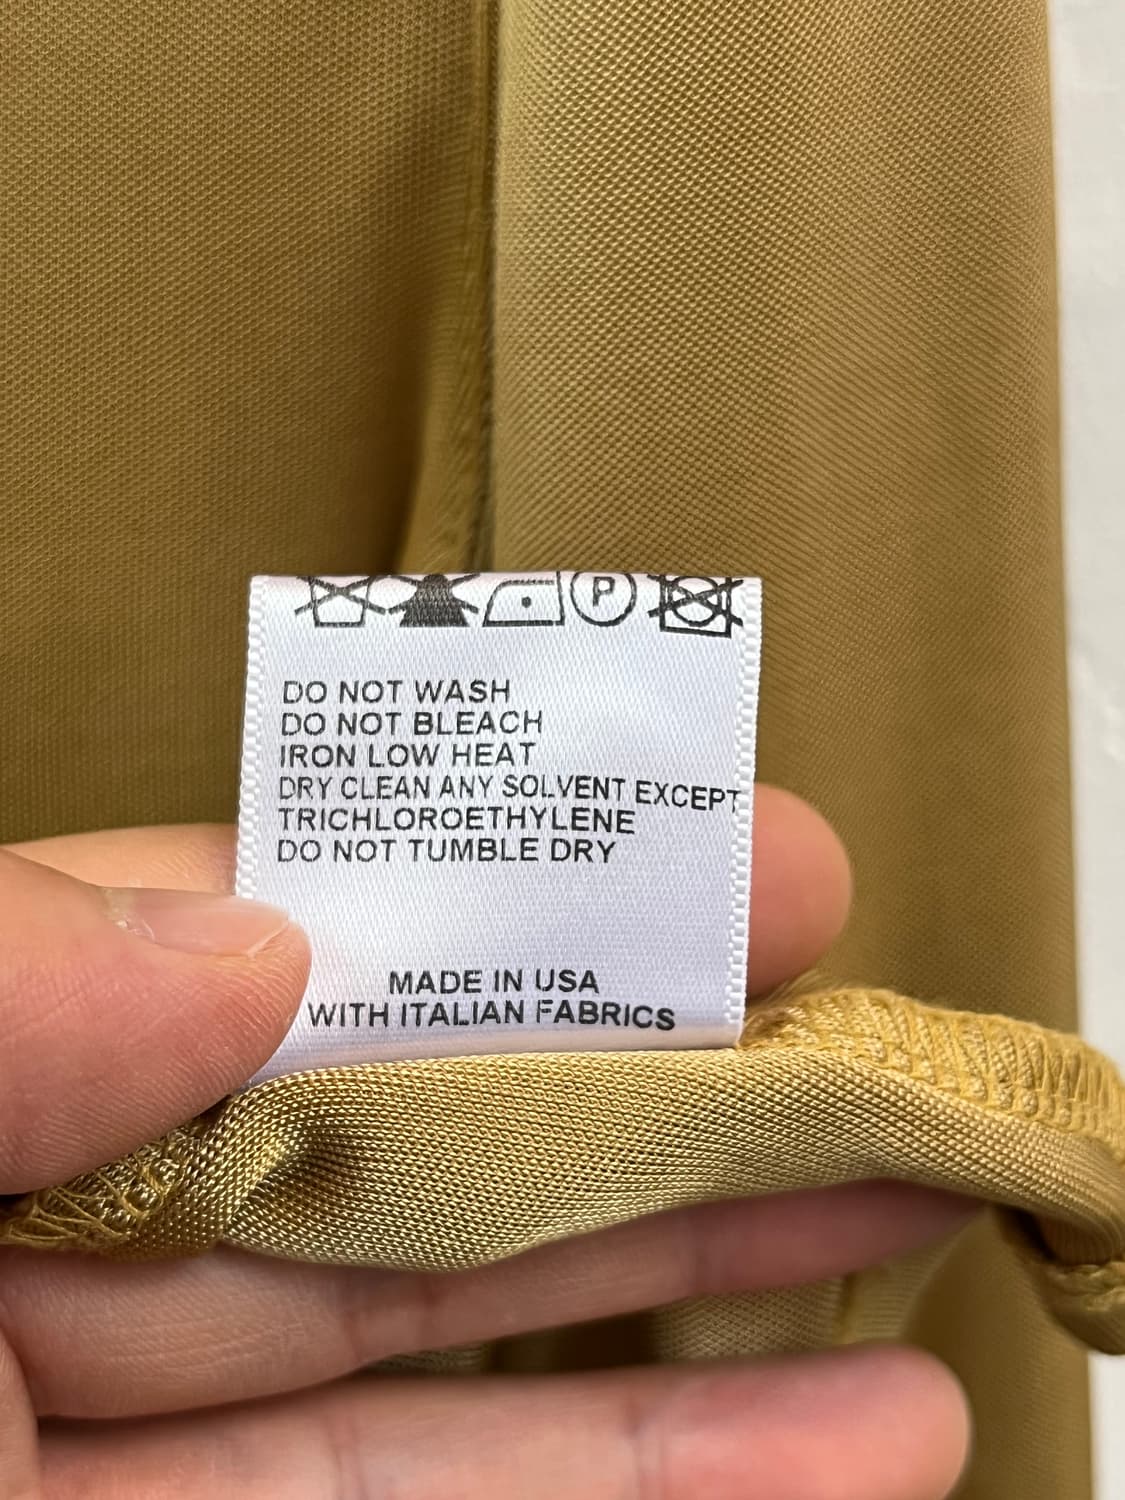 P
DO NOT WASH
DO NOT BLEACH
IRON LOW HEAT
DRY CLEAN ANY SOLVENT EXCEPT
TRICHLOROETHYLENE
DO NOT TUMBLE DRY
MADE IN USA
WITH ITALIAN FABRICS